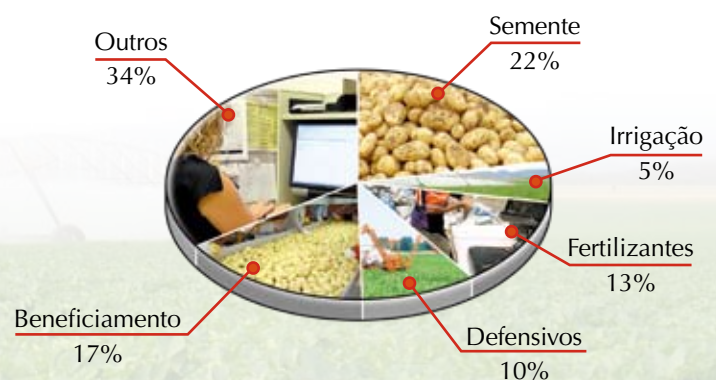 Outros
34%
Semente
22%
Irrigação
5%
Fertilizantes
13%
Defensivos
10%
Beneficiamento
17%